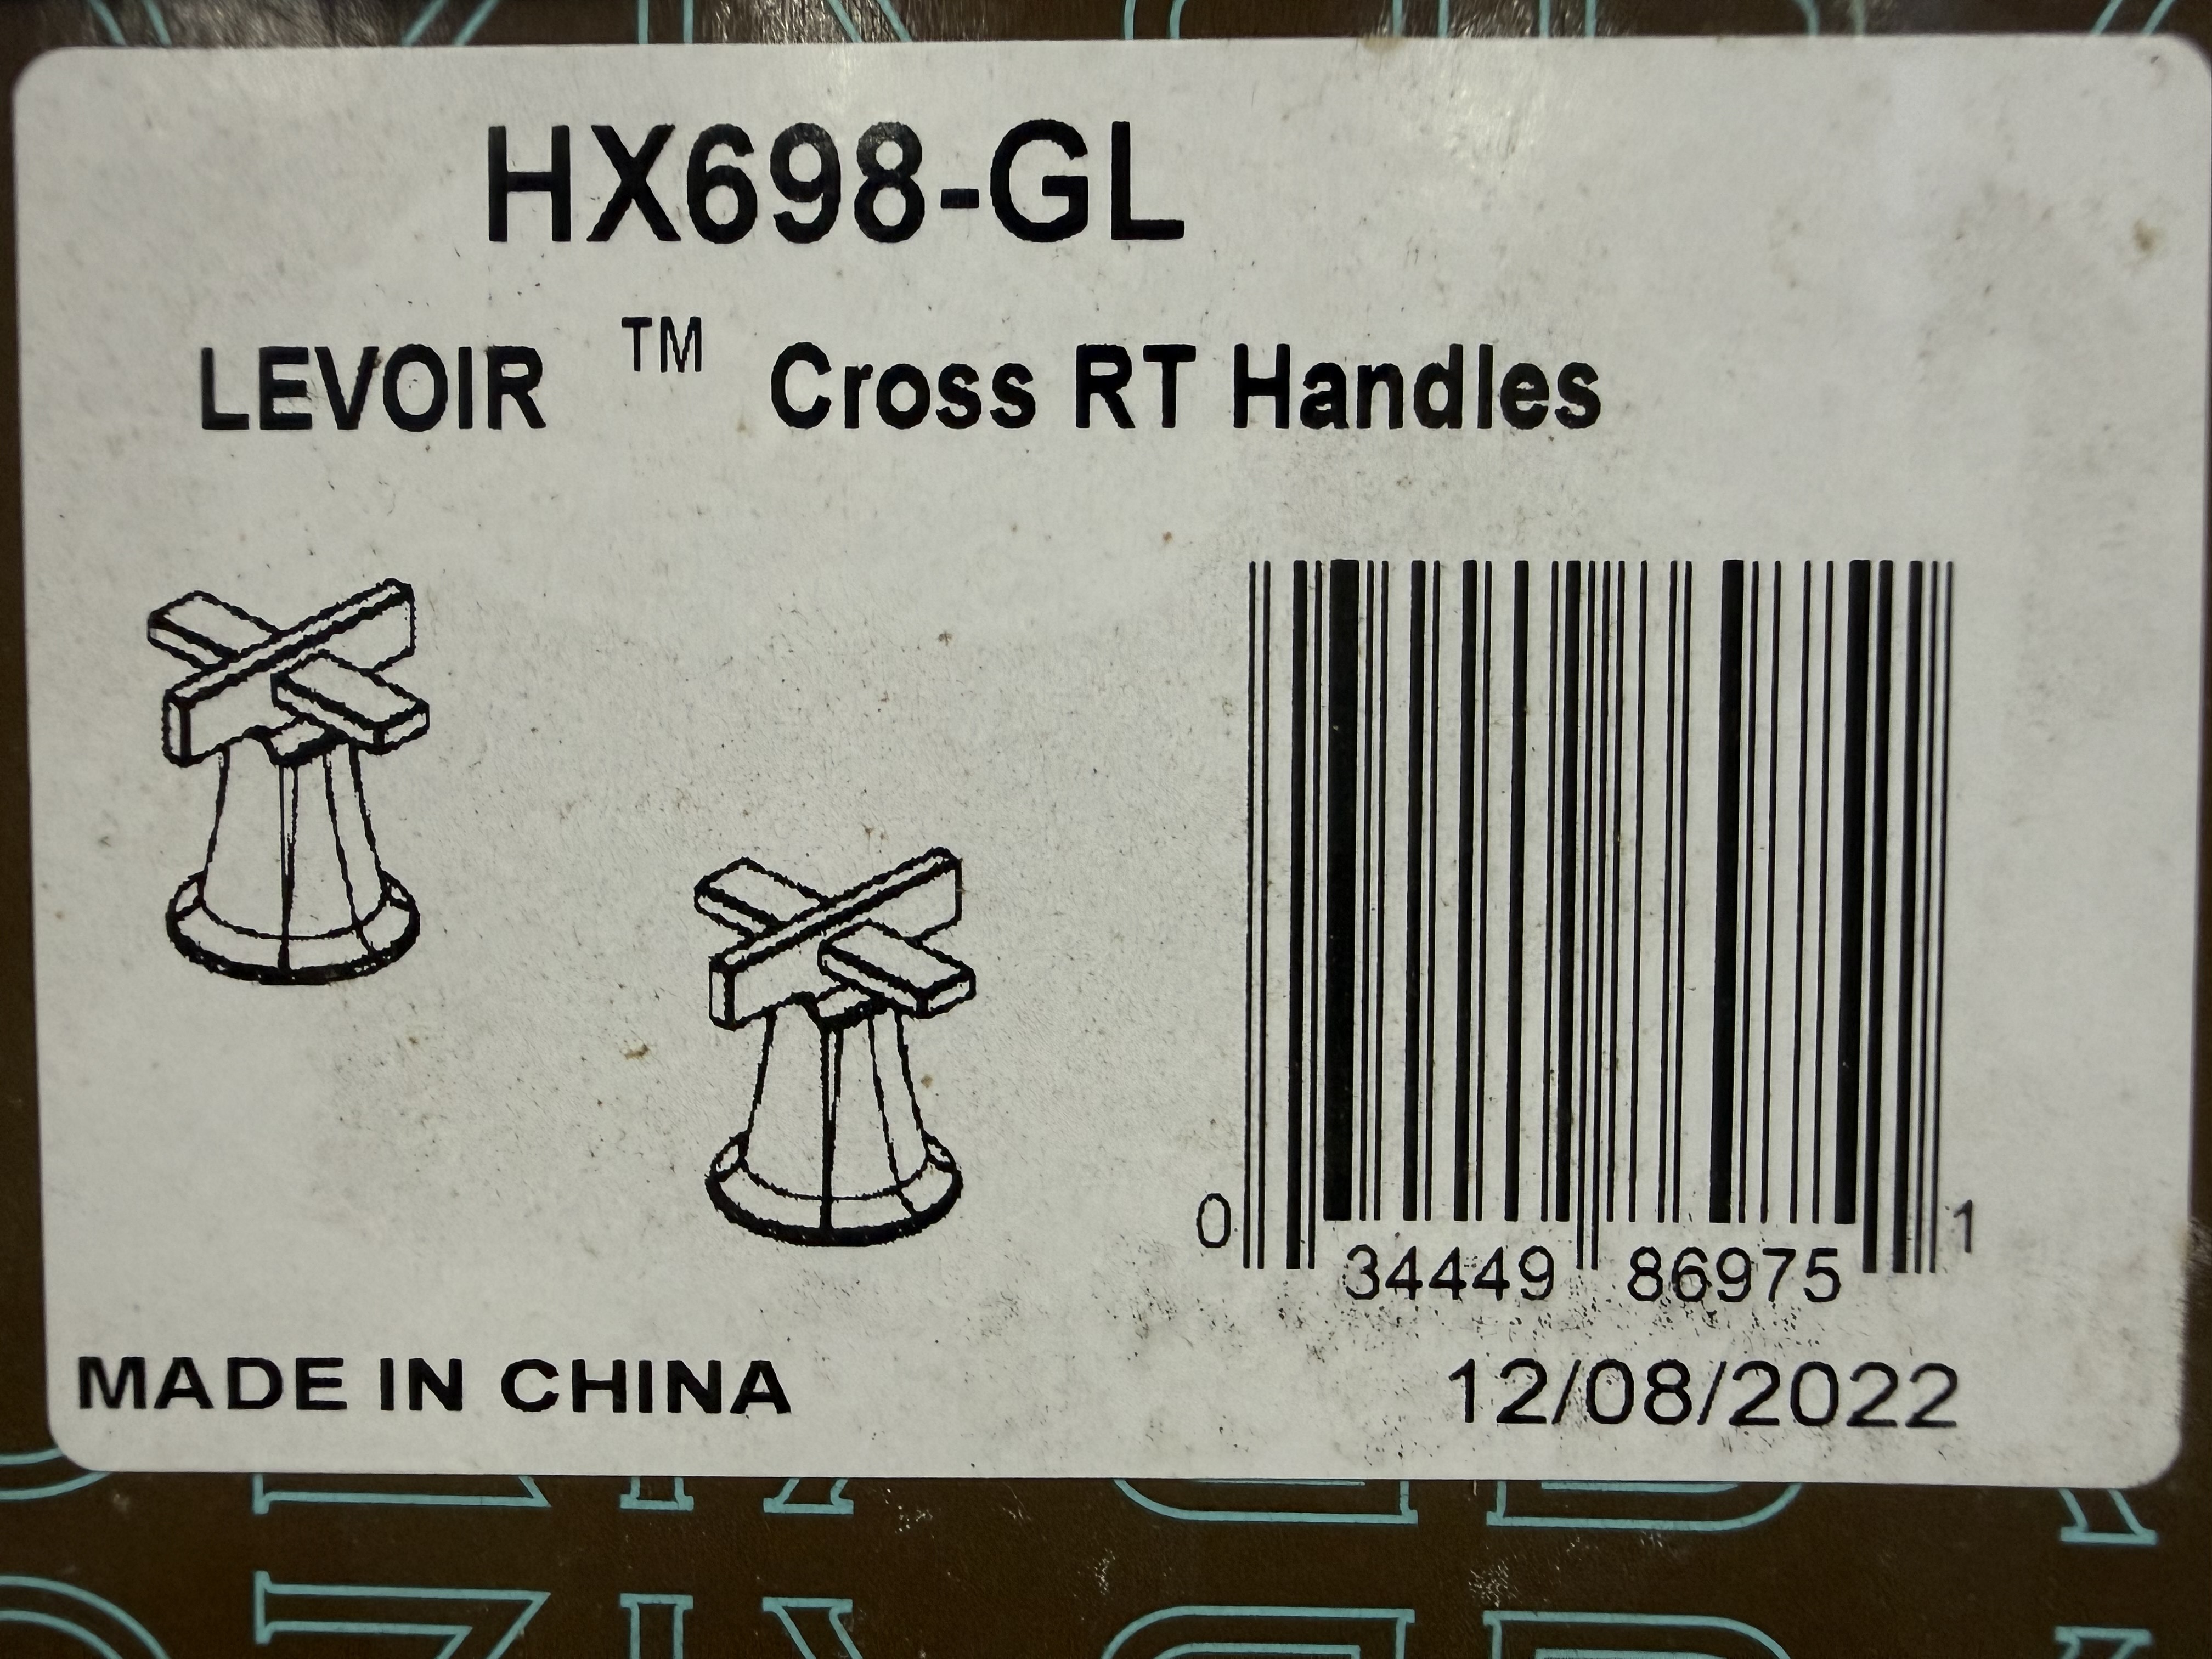 HX698-GL
LEVOIR ™ Cross RT Handles
0 34449 86975 1
MADE IN CHINA
12/08/2022